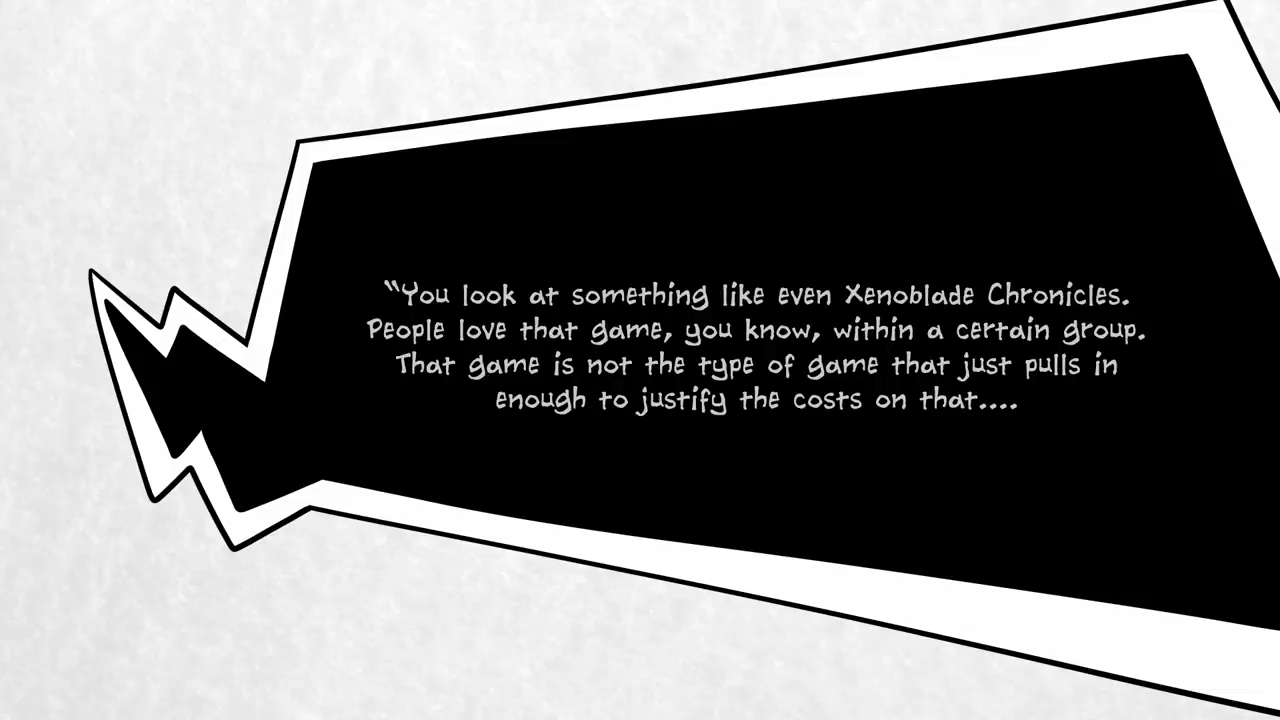 “You look at something like even Xenoblade Chronicles.
People love that game, you know, within a certain group.
That game is not the type of game that just pulls in
enough to justify the costs on that....